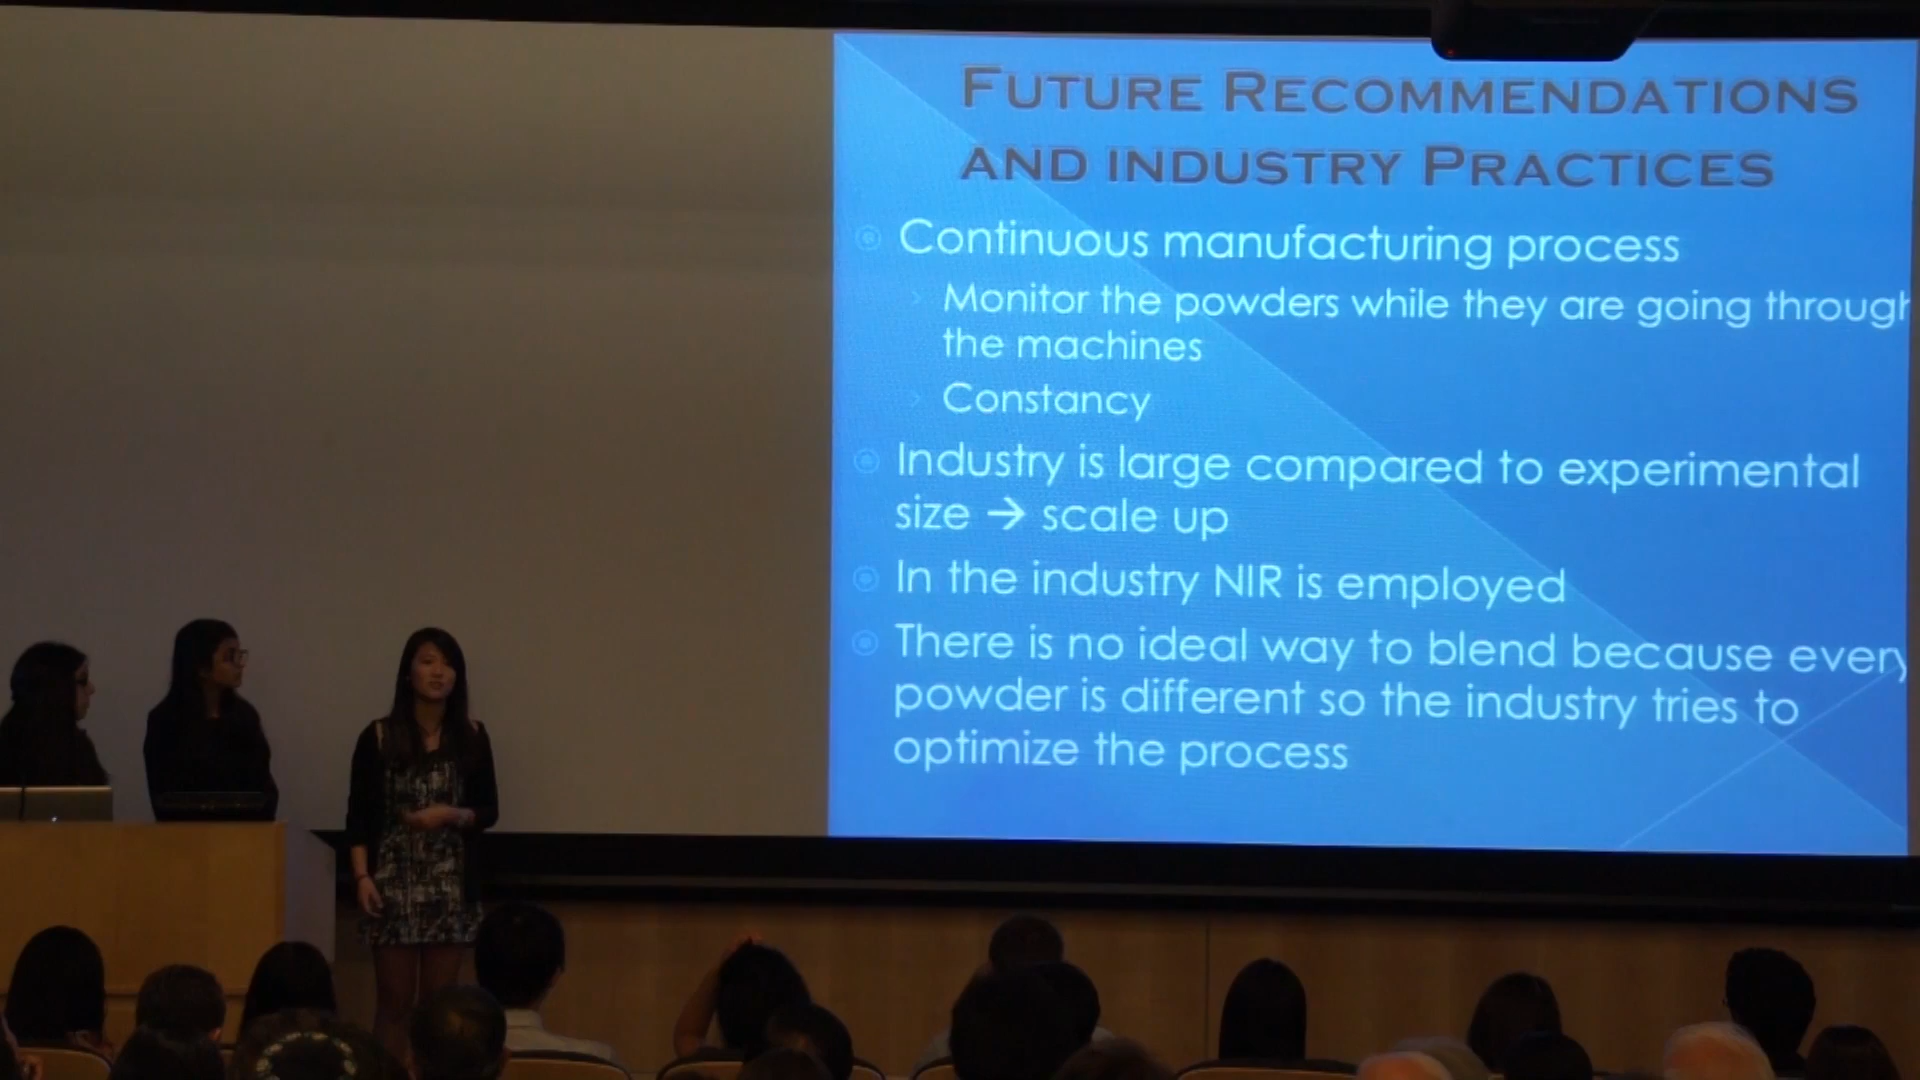 FUTURE RECOMMENDATIONS
AND INDUSTRY PRACTICES
Continuous manufacturing process
Monitor the powders while they are going through
the machines
Constancy
Industry is large compared to experimental
size → scale up
In the industry NIR is employed
There is no ideal way to blend because every
powder is different so the industry tries to
optimize the process